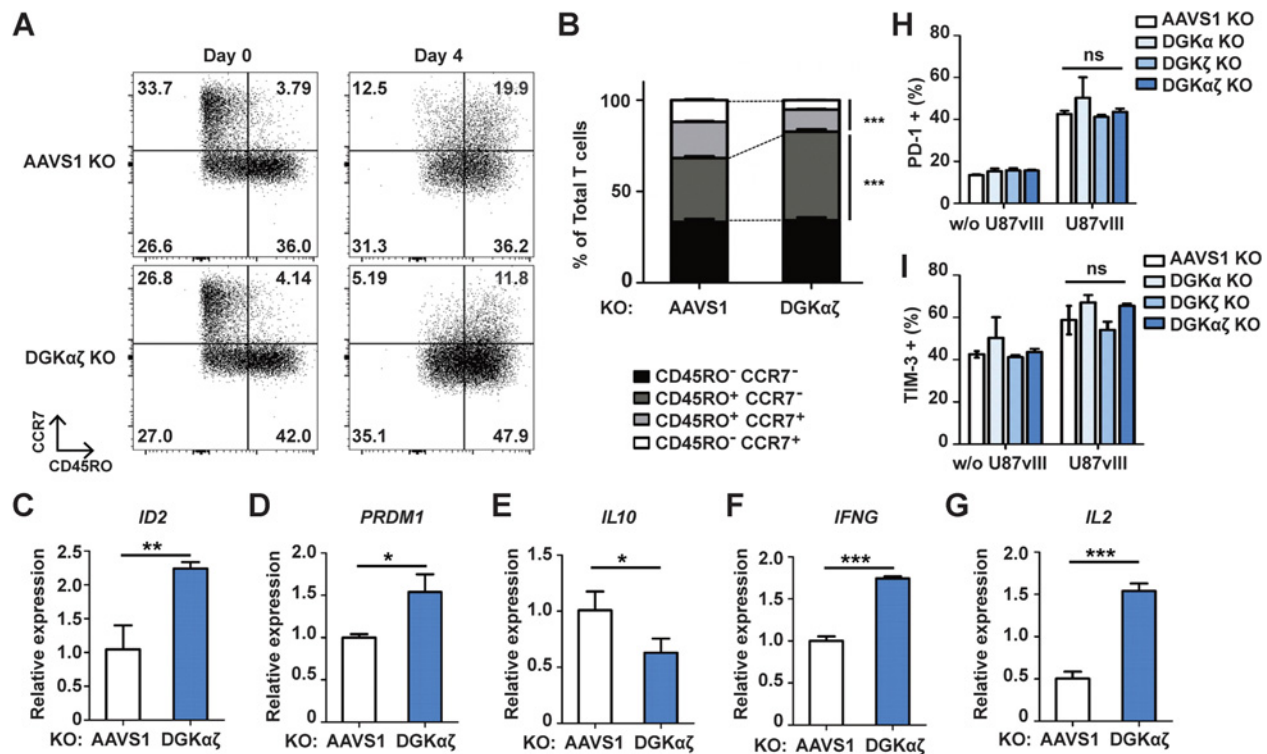 A
Day 0
Day 4
AAVS1 KO
33.7
3.79
26.6
36.0
12.5
19.9
31.3
36.2
DGKαζ KO
26.8
4.14
27.0
42.0
5.19
11.8
35.1
47.9
CCR7
CD45RO
B
% of Total T cells
100
50
0
***
***
KO: AAVS1 DGKαζ
CD45RO⁻ CCR7⁻
CD45RO⁺ CCR7⁻
CD45RO⁺ CCR7⁺
CD45RO⁻ CCR7⁺
H
PD-1 + (%)
80
60
40
20
0
ns
w/o U87vIII U87vIII
AAVS1 KO
DGKα KO
DGKζ KO
DGKαζ KO
I
TIM-3 + (%)
80
60
40
20
0
ns
w/o U87vIII U87vIII
AAVS1 KO
DGKα KO
DGKζ KO
DGKαζ KO
C
ID2
Relative expression
2.5
2.0
1.5
1.0
0.5
0.0
**
KO: AAVS1 DGKαζ
D
PRDM1
Relative expression
2.0
1.5
1.0
0.5
0.0
*
KO: AAVS1 DGKαζ
E
IL10
Relative expression
1.5
1.0
0.50
0.0
*
KO: AAVS1 DGKαζ
F
IFNG
Relative expression
2.0
1.5
1.0
0.5
0.0
***
KO: AAVS1 DGKαζ
G
IL2
Relative expression
2.0
1.5
1.0
0.5
0.0
***
KO: AAVS1 DGKαζ